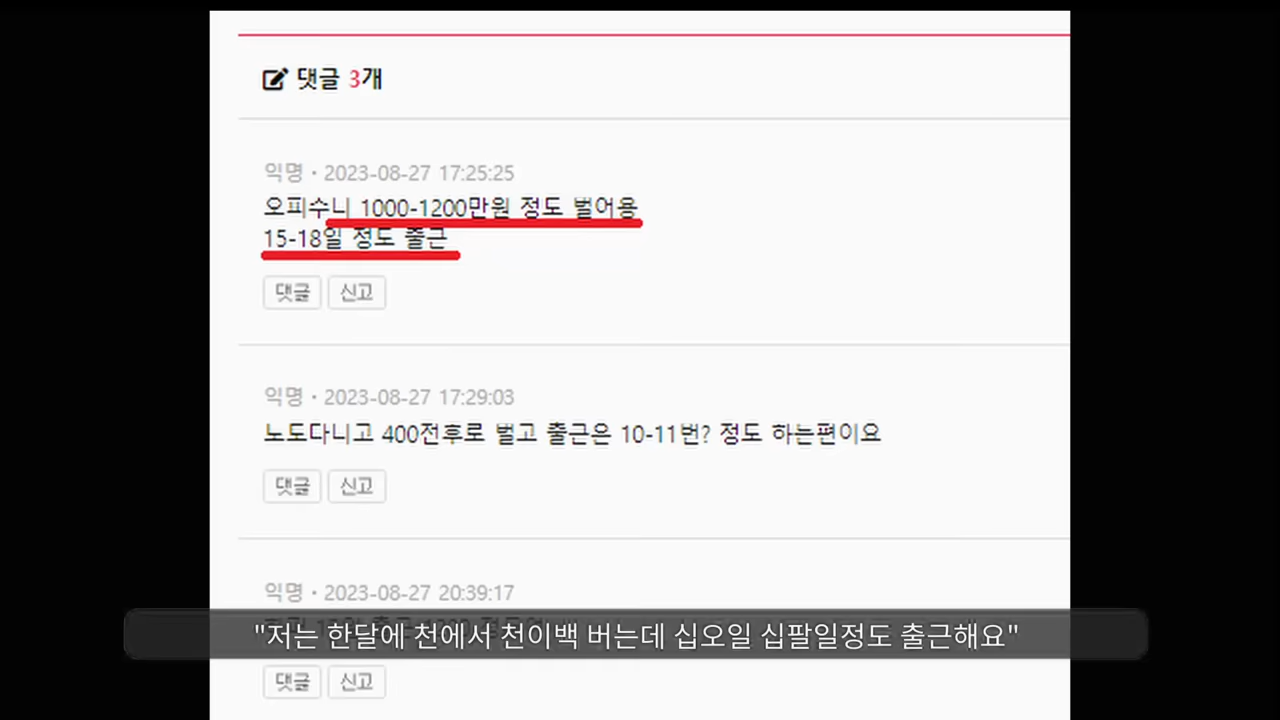 댓글 3개
익명 · 2023-08-27 17:25:25
오피수니 1000-1200만원 정도 벌어용
15-18일 정도 출근
댓글 신고
익명 · 2023-08-27 17:29:03
노도다니고 400전후로 벌고 출근은 10-11번? 정도 하는편이요
댓글 신고
익명 · 2023-08-27 20:39:17
"저는 한달에 천에서 천이백 버는데 십오일 십팔일정도 출근해요"
댓글 신고